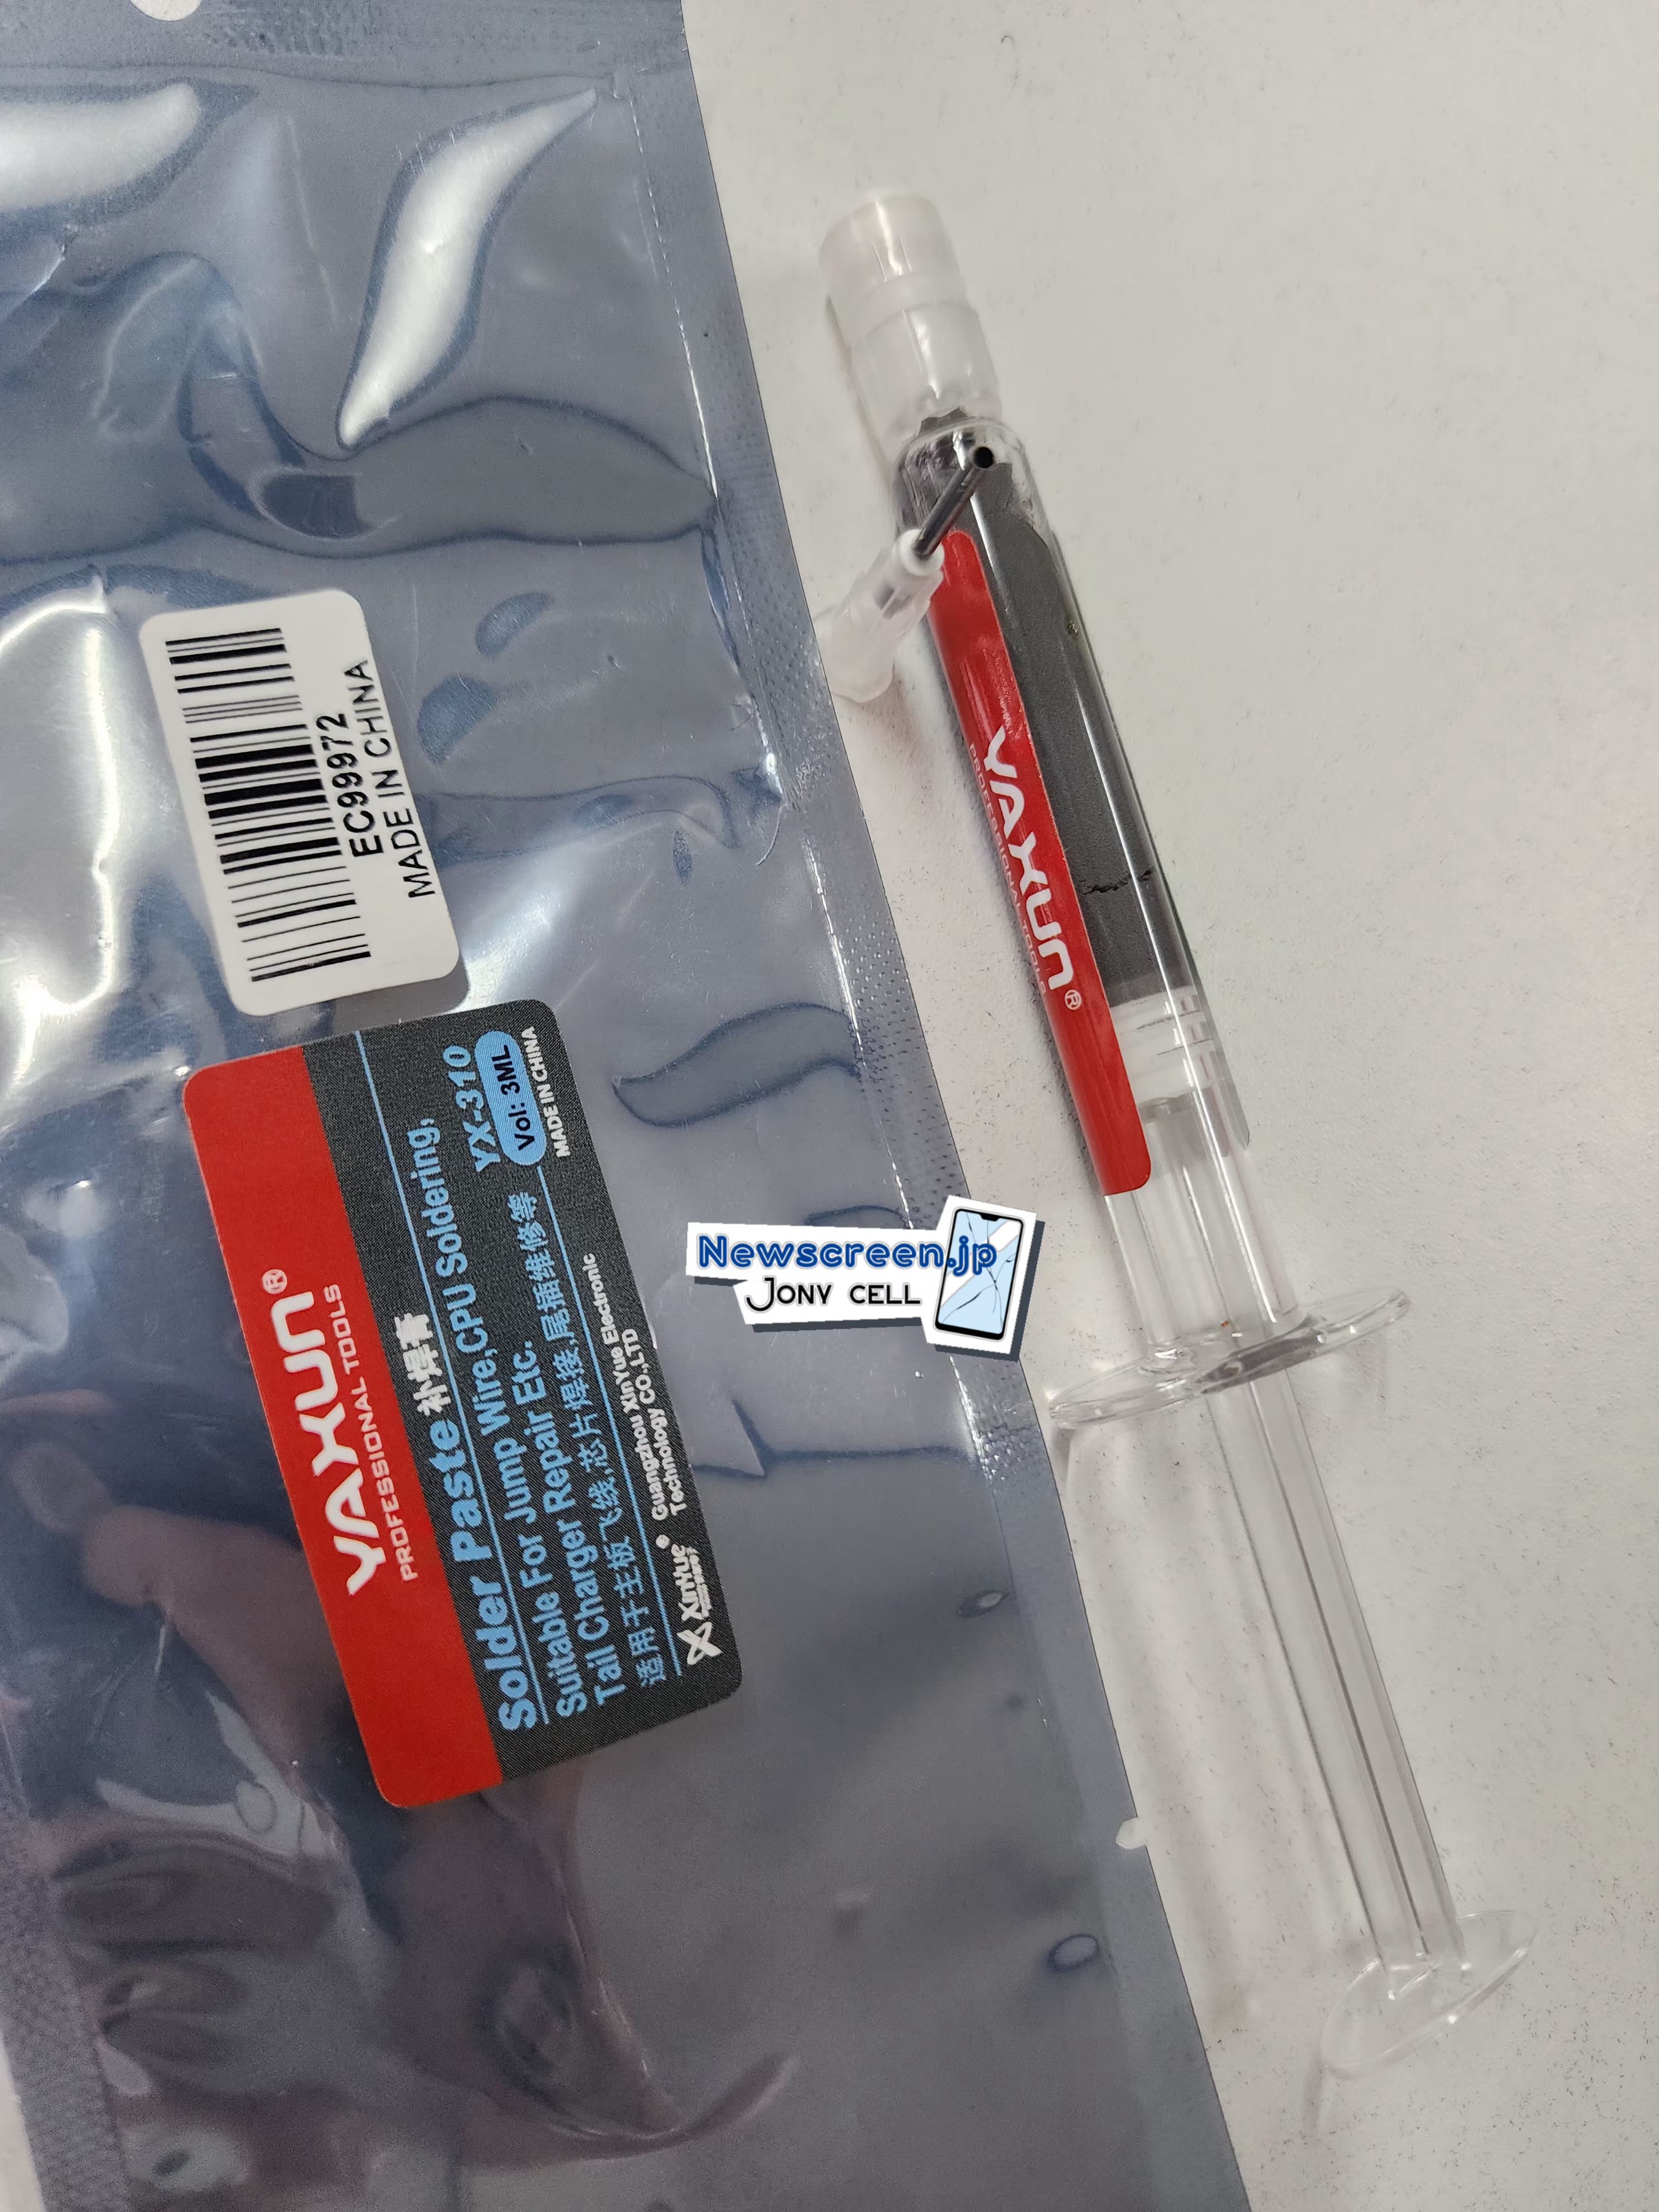 EC99972
MADE IN CHINA
YAXUN®
PROFESSIONAL TOOLS
Solder Paste 补焊膏
YX-310
Suitable For Jump Wire,CPU Soldering,
Tail Charger Repair Etc.
Vol: 3ML
适用于主板飞线,芯片焊接,尾插维修等
MADE IN CHINA
XinYue®
Guangzhou XinYue Electronic
Technology CO.,LTD
YAXUN®
PROFESSIONAL TOOLS
Newscreen.jp
JONY CELL